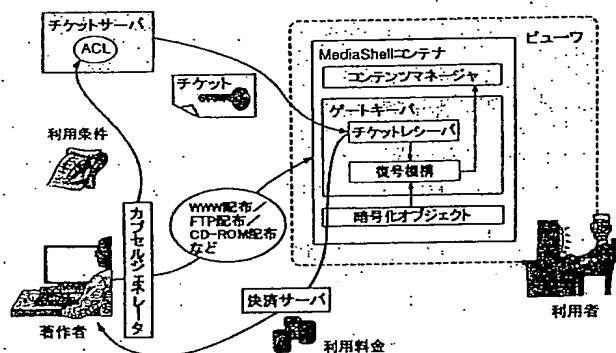 チケットサーバ
ACL
チケット
利用条件
カプセルジェネレータ
著作者
WWW配布／
FTP配布／
CD-ROM配布
など
決済サーバ
利用料金
ビューワ
MediaShellコンテナ
コンテンツマネージャ
ゲートキーパ
チケットレシーバ
復号機構
暗号化オブジェクト
利用者